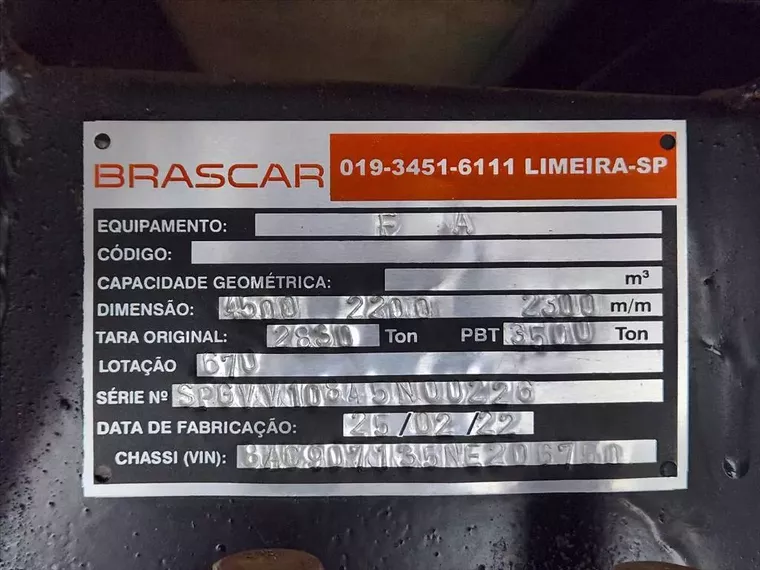 BRASCAR 019-3451-6111 LIMEIRA-SP
EQUIPAMENTO: A
CÓDIGO:
CAPACIDADE GEOMÉTRICA: m³
DIMENSÃO: 4500 2200 2300 m/m
TARA ORIGINAL: 2830 Ton PBT 3500 Ton
LOTAÇÃO 670
SÉRIE Nº
DATA DE FABRICAÇÃO: 25/02/22
CHASSI (VIN): 8AC907135NE206750